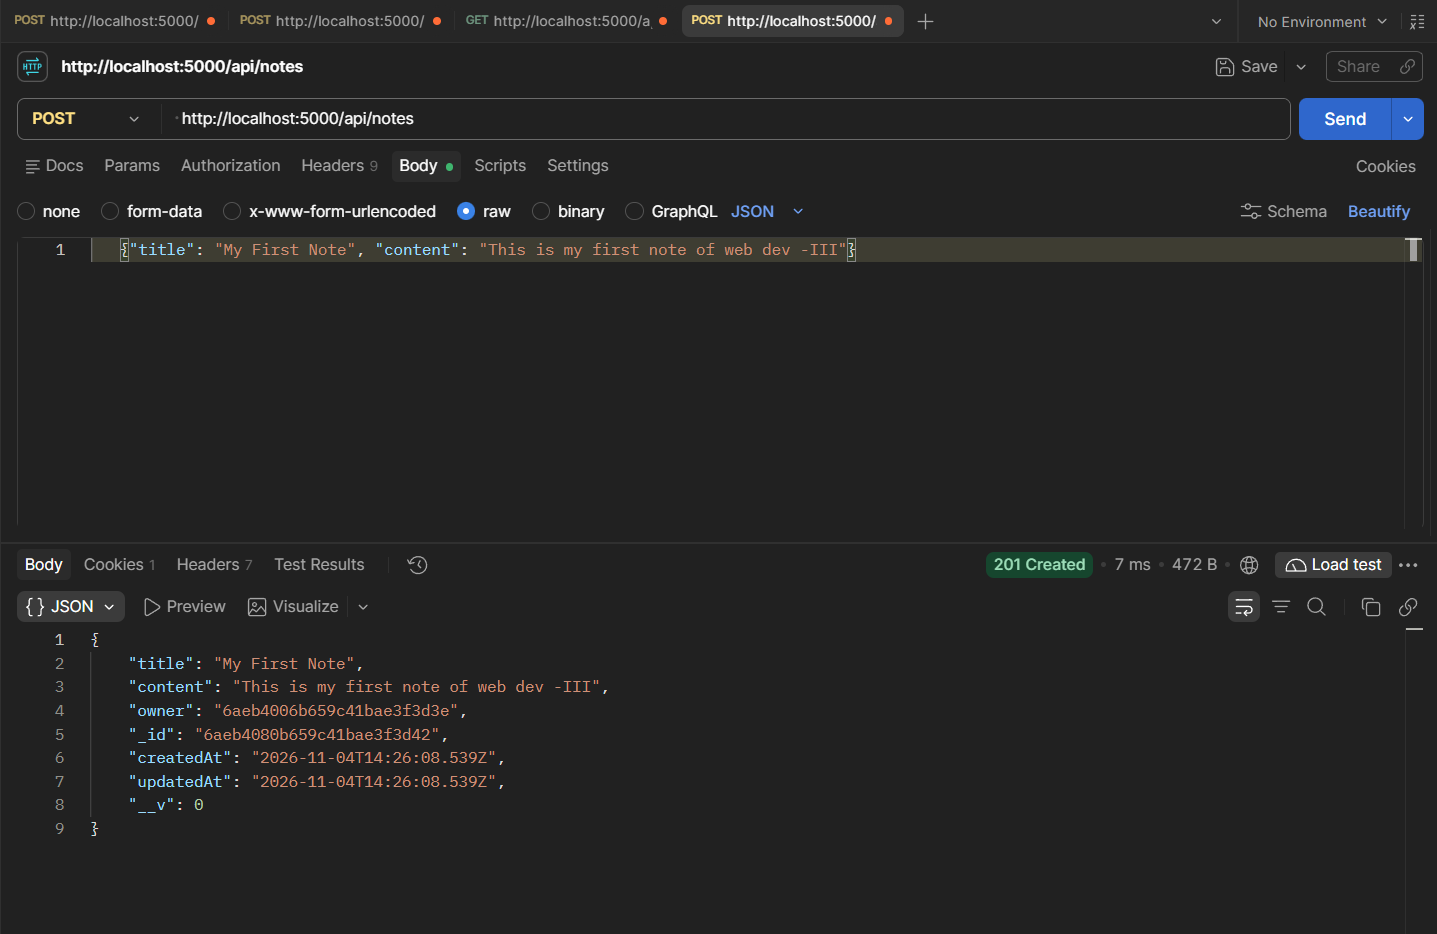 POST http://localhost:5000/ POST http://localhost:5000/ GET http://localhost:5000/a POST http://localhost:5000/ No Environment
HTTP http://localhost:5000/api/notes Save Share
POST http://localhost:5000/api/notes Send
Docs Params Authorization Headers 9 Body Scripts Settings Cookies
none form-data x-www-form-urlencoded raw binary GraphQL JSON Schema Beautify
1 {"title": "My First Note", "content": "This is my first note of web dev -III"}
Body Cookies 1 Headers 7 Test Results 201 Created 7 ms 472 B Load test
{} JSON Preview Visualize
1 {
2 "title": "My First Note",
3 "content": "This is my first note of web dev -III",
4 "owner": "6aeb4006b659c41bae3f3d3e",
5 "_id": "6aeb4080b659c41bae3f3d42",
6 "createdAt": "2026-11-04T14:26:08.539Z",
7 "updatedAt": "2026-11-04T14:26:08.539Z",
8 "__v": 0
9 }